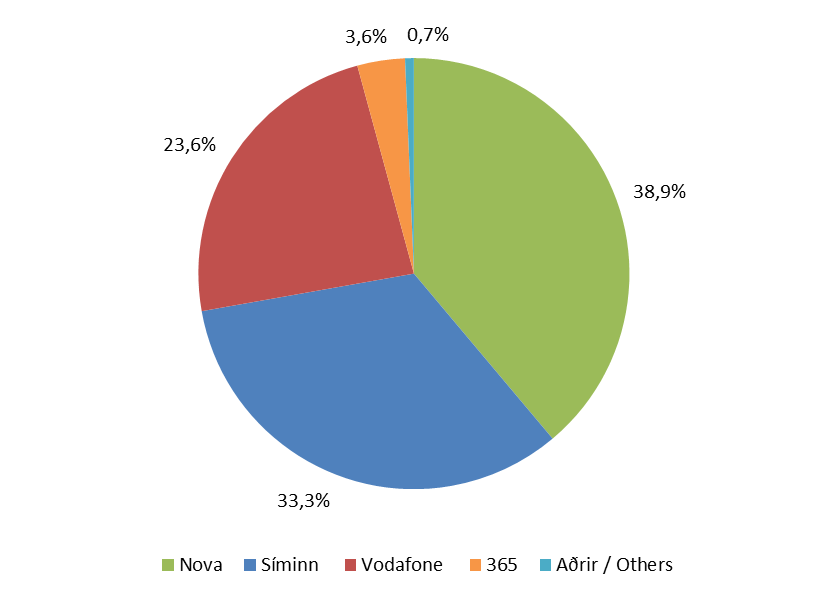 3,6% 0,7%
23,6%
38,9%
33,3%
Nova Síminn Vodafone 365 Aðrir / Others